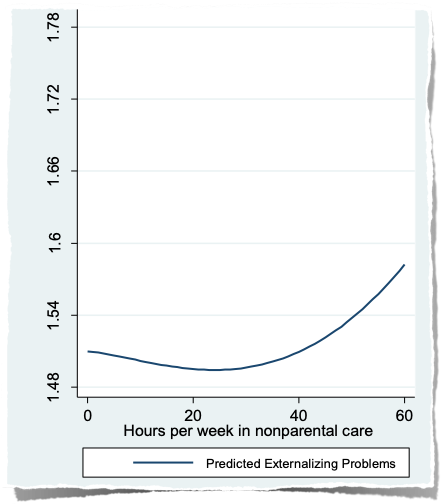 1.78
1.72
1.66
1.6
1.54
1.48
0 20 40 60
Hours per week in nonparental care
Predicted Externalizing Problems